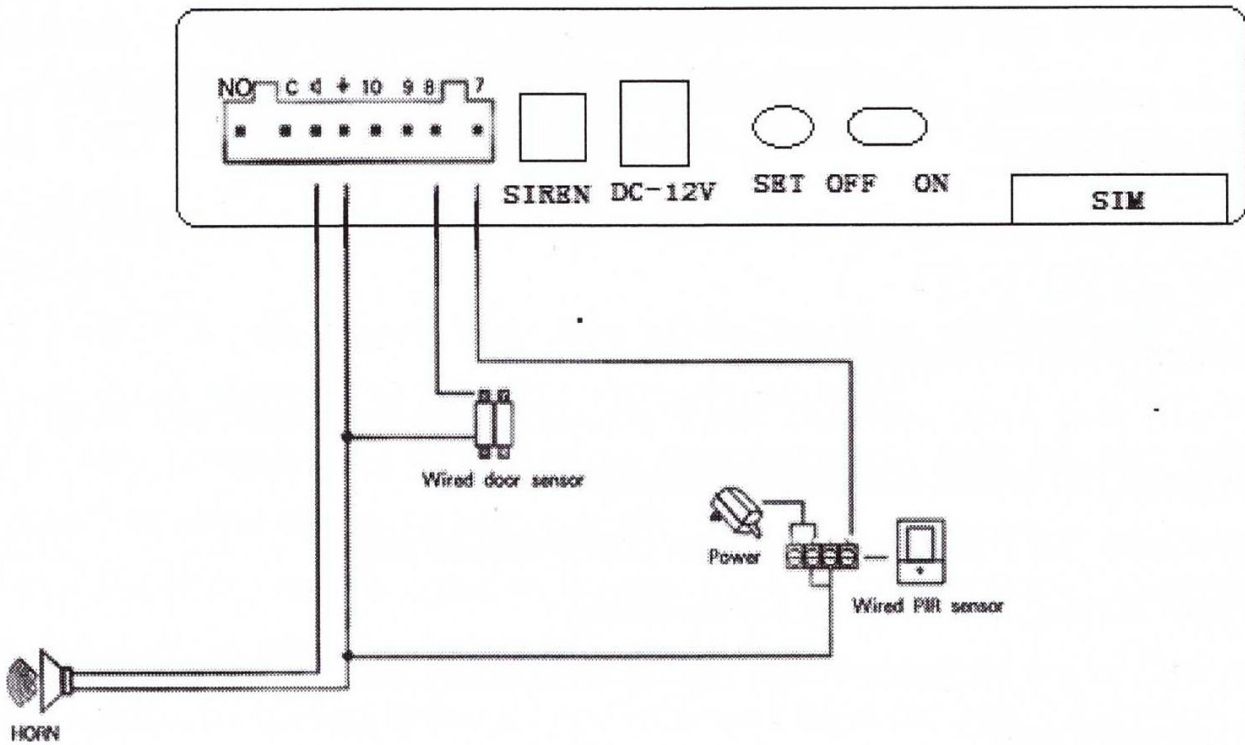 NO C 10 9 8 7
SIREN DC-12V SET OFF ON
SIM
Wired door sensor
Power
Wired PIR sensor
HORN